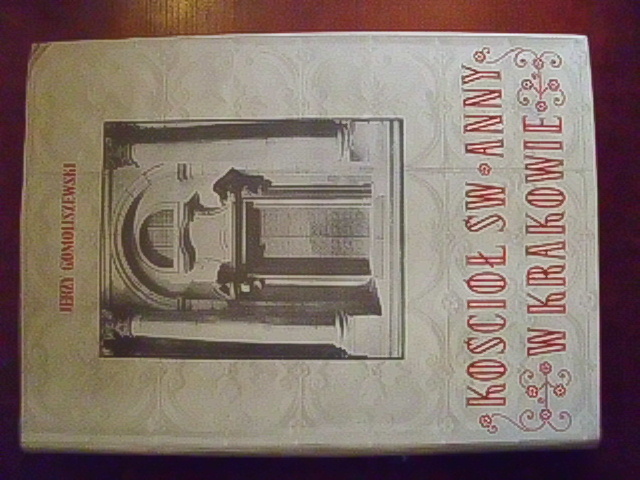 JERZY GOMOLISZEWSKI
KOŚCIÓŁ ŚW. ANNY
W KRAKOWIE